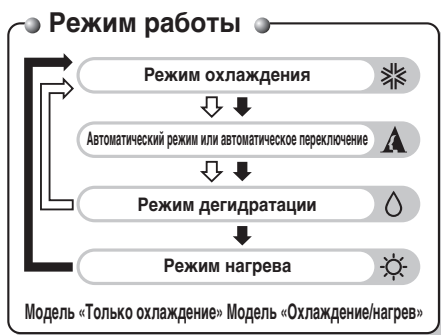 Режим работы
Режим охлаждения
Автоматический режим или автоматическое переключение
Режим дегидратации
Режим нагрева
Модель «Только охлаждение» Модель «Охлаждение/нагрев»